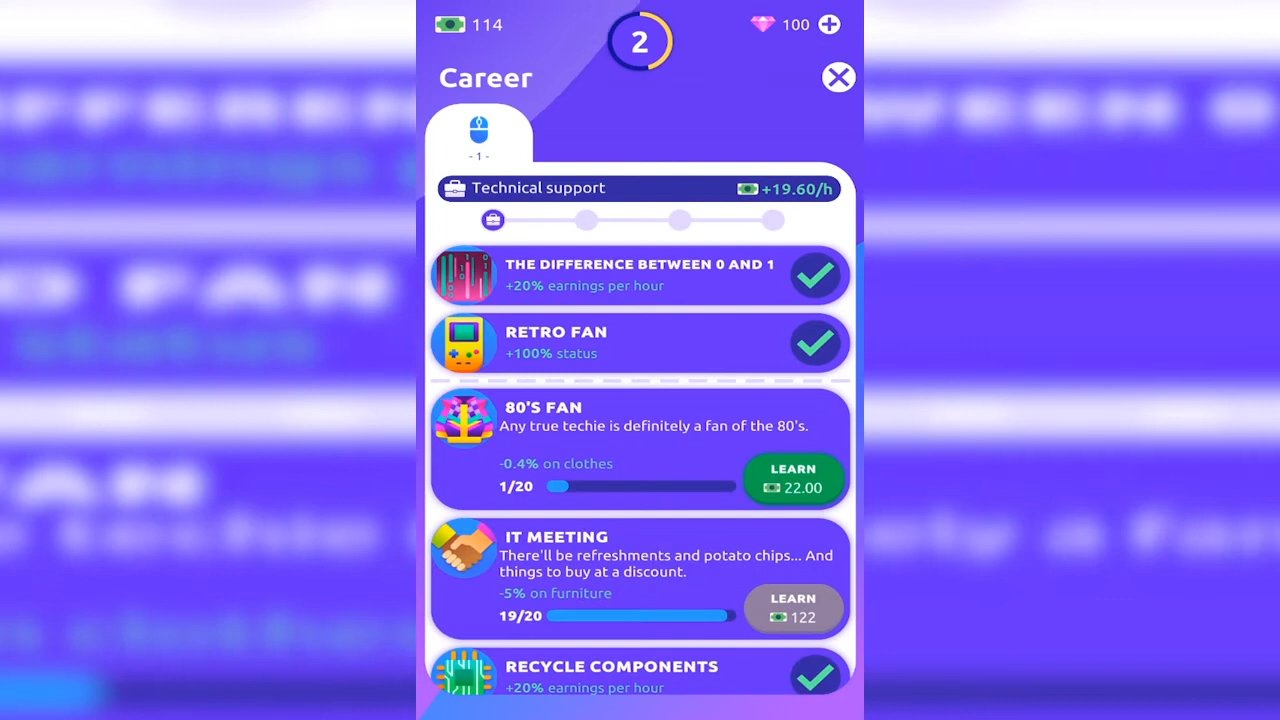 114
2
100
Career
- 1 -
Technical support
+19.60/h
THE DIFFERENCE BETWEEN 0 AND 1
+20% earnings per hour
RETRO FAN
+100% status
80'S FAN
Any true techie is definitely a fan of the 80's.
-0.4% on clothes
1/20
LEARN
22.00
IT MEETING
There'll be refreshments and potato chips... And
things to buy at a discount.
-5% on furniture
19/20
LEARN
122
RECYCLE COMPONENTS
+20% earnings per hour